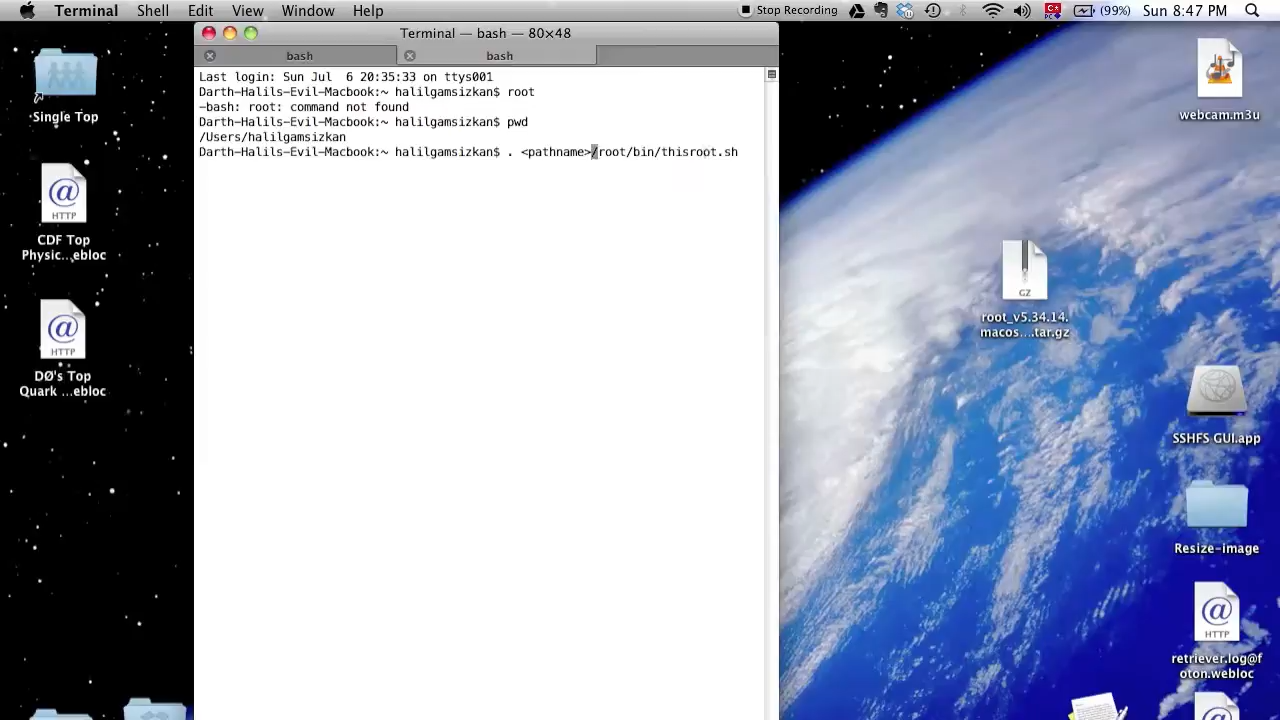 Terminal Shell Edit View Window Help
Stop Recording
(99%) Sun 8:47 PM
Terminal — bash — 80×48
bash
bash
Last login: Sun Jul  6 20:35:33 on ttys001
Darth-Halils-Evil-Macbook:~ halilgamsizkan$ root
-bash: root: command not found
Darth-Halils-Evil-Macbook:~ halilgamsizkan$ pwd
/Users/halilgamsizkan
Darth-Halils-Evil-Macbook:~ halilgamsizkan$ . <pathname>/root/bin/thisroot.sh
Single Top
HTTP
CDF Top
Physic...ebloc
HTTP
DØ's Top
Quark ...ebloc
webcam.m3u
GZ
root_v5.34.14.
macos....tar.gz
SSHFS GUI.app
Resize-image
HTTP
retriever.log@f
oton.webloc